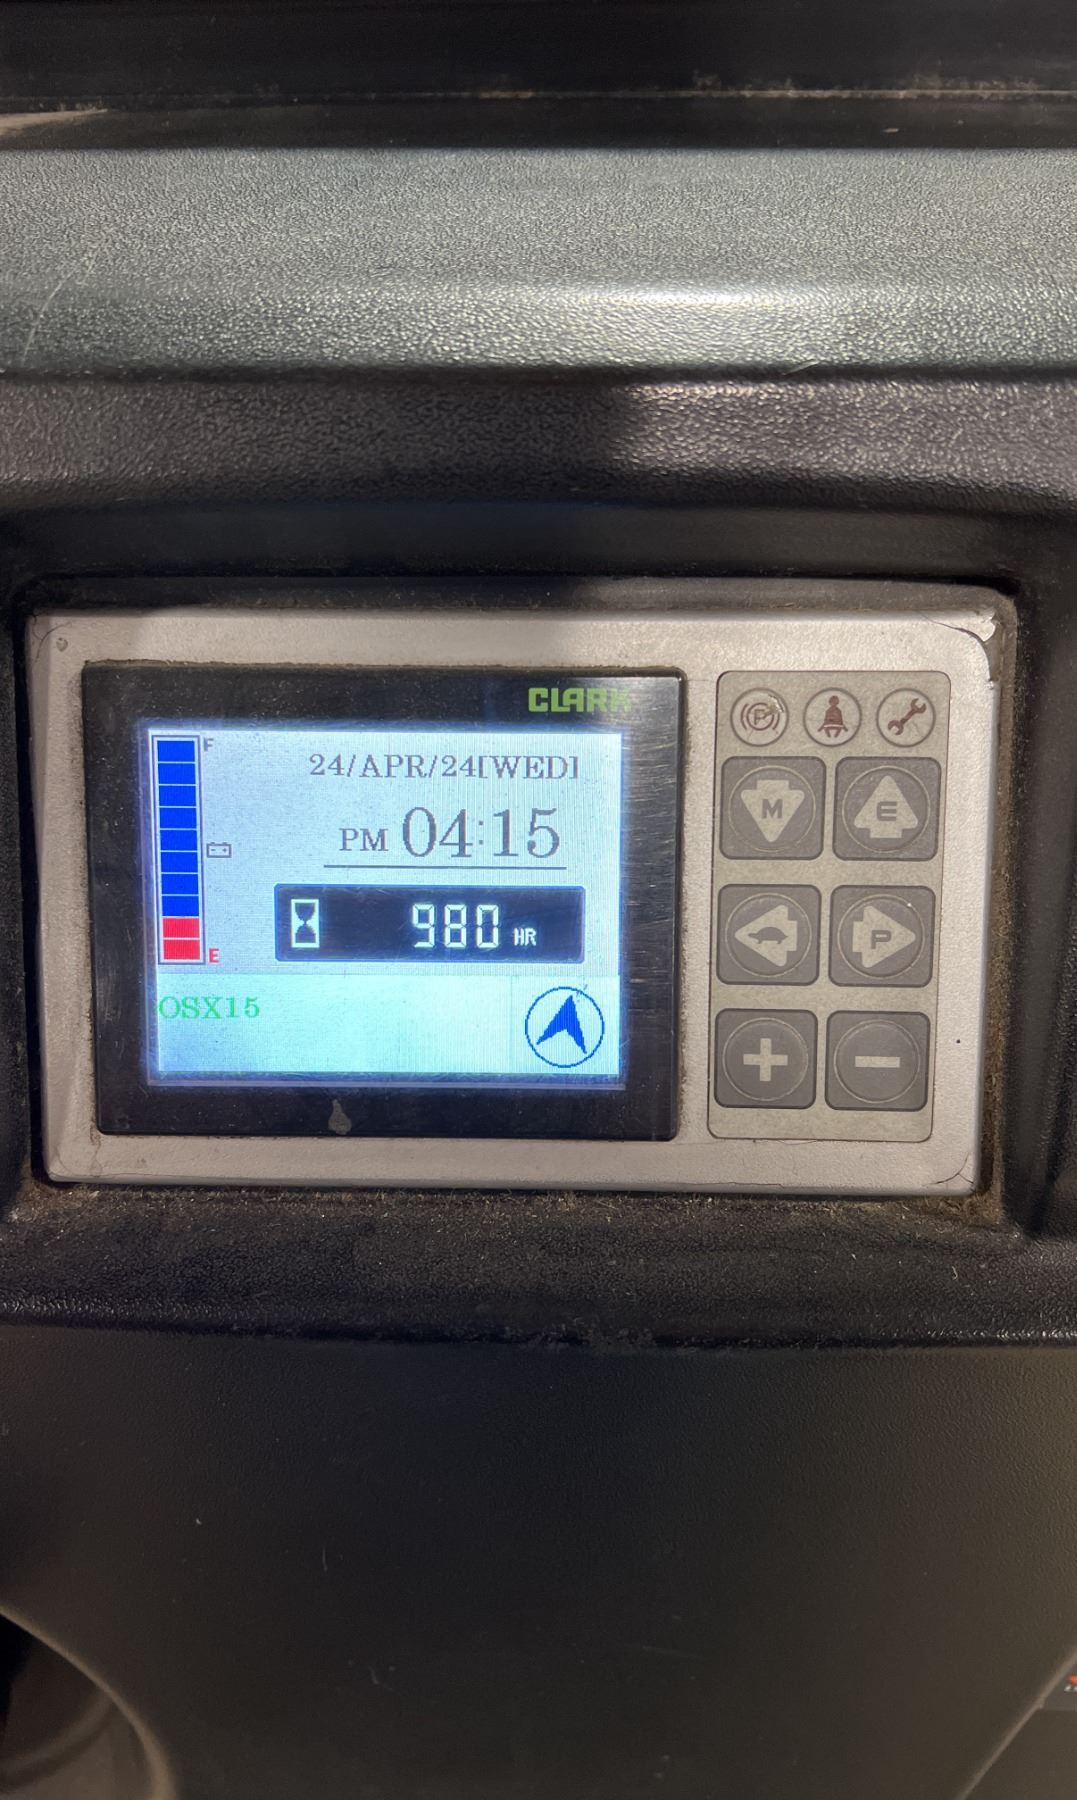 CLARK
F
24/APR/24[WED]
PM 04:15
980 HR
E
OSX15
P
M
E
P
+
-